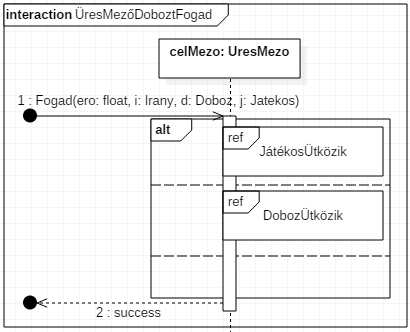 interaction ÜresMezőDoboztFogad
celMezo: UresMezo
1 : Fogad(ero: float, i: Irany, d: Doboz, j: Jatekos)
alt
ref
JátékosÜtközik
ref
DobozÜtközik
2 : success